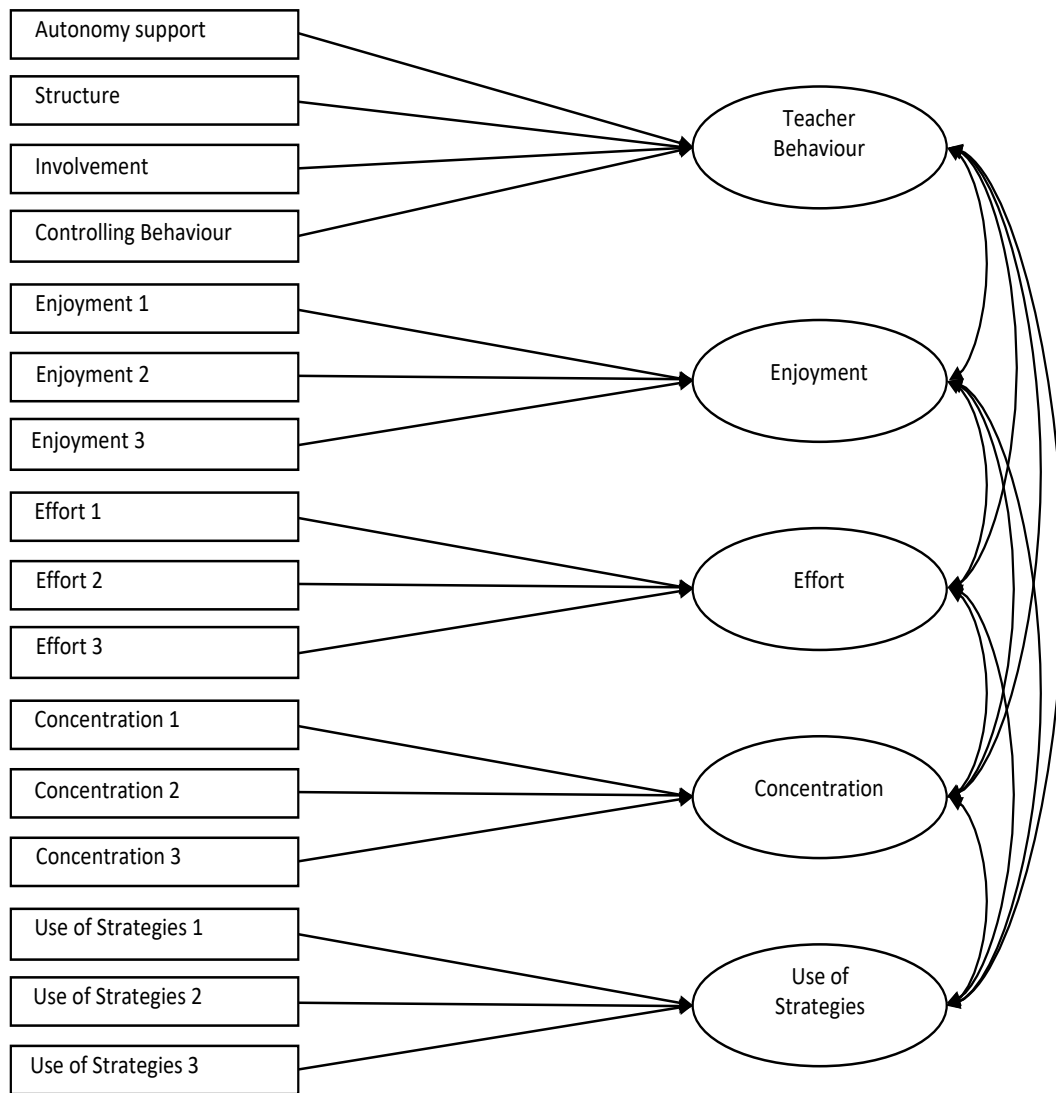 Autonomy support
Structure
Involvement
Controlling Behaviour
Enjoyment 1
Enjoyment 2
Enjoyment 3
Effort 1
Effort 2
Effort 3
Concentration 1
Concentration 2
Concentration 3
Use of Strategies 1
Use of Strategies 2
Use of Strategies 3
Teacher
Behaviour
Enjoyment
Effort
Concentration
Use of
Strategies